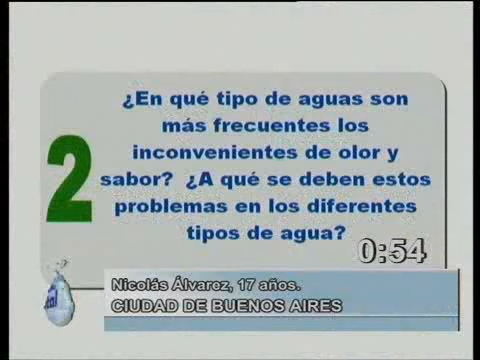 2
¿En qué tipo de aguas son
más frecuentes los
inconvenientes de olor y
sabor? ¿A qué se deben estos
problemas en los diferentes
tipos de agua?
0:54
Nicolás Álvaroz, 17 años.
CIUDAD DE BUENOS AIRES